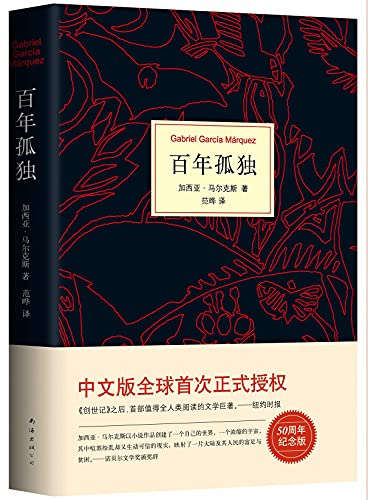 Gabriel
García
Márquez
百年孤独
加西亚·马尔克斯 著
范晔 译
南海出版公司
Gabriel García Márquez
百年孤独
加西亚·马尔克斯 著
范晔 译
中文版全球首次正式授权
《创世记》之后，首部值得全人类阅读的文学巨著。——纽约时报
加西亚·马尔克斯以小说作品创建了一个自己的世界，一个浓缩的宇宙，
其中喧嚣纷乱却又生动可信的现实，映射了一片大陆及其人民的富足与
贫困。——诺贝尔文学奖颁奖辞
50周年
纪念版